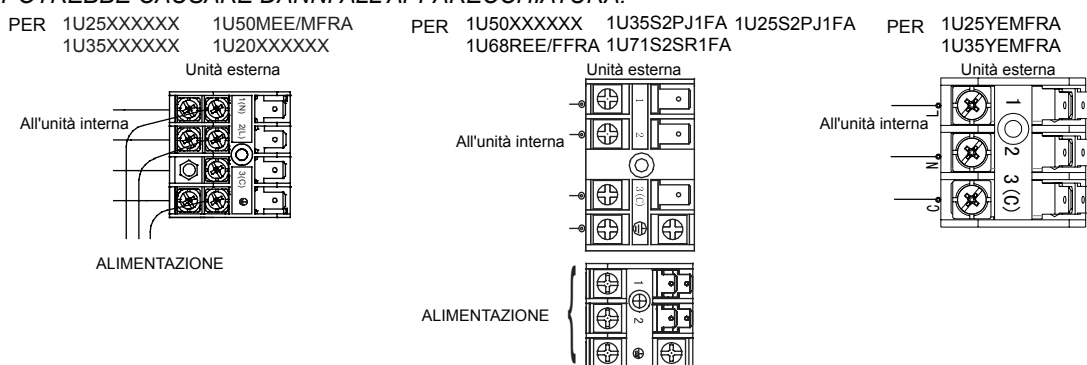 POTREBBE CAUSARE DANNI ALL'APPARECCHIATURA.
PER 1U25XXXXXX 1U50MEE/MFRA
1U35XXXXXX 1U20XXXXXX
Unità esterna
1(N) 2(L) 3(C)
All'unità interna
ALIMENTAZIONE
PER 1U50XXXXXX 1U35S2PJ1FA 1U25S2PJ1FA
1U68REE/FFRA 1U71S2SR1FA
Unità esterna
1 2 3(C)
All'unità interna
ALIMENTAZIONE
1 2
PER 1U25YEMFRA
1U35YEMFRA
Unità esterna
All'unità interna
L N C
1 2 3(C)